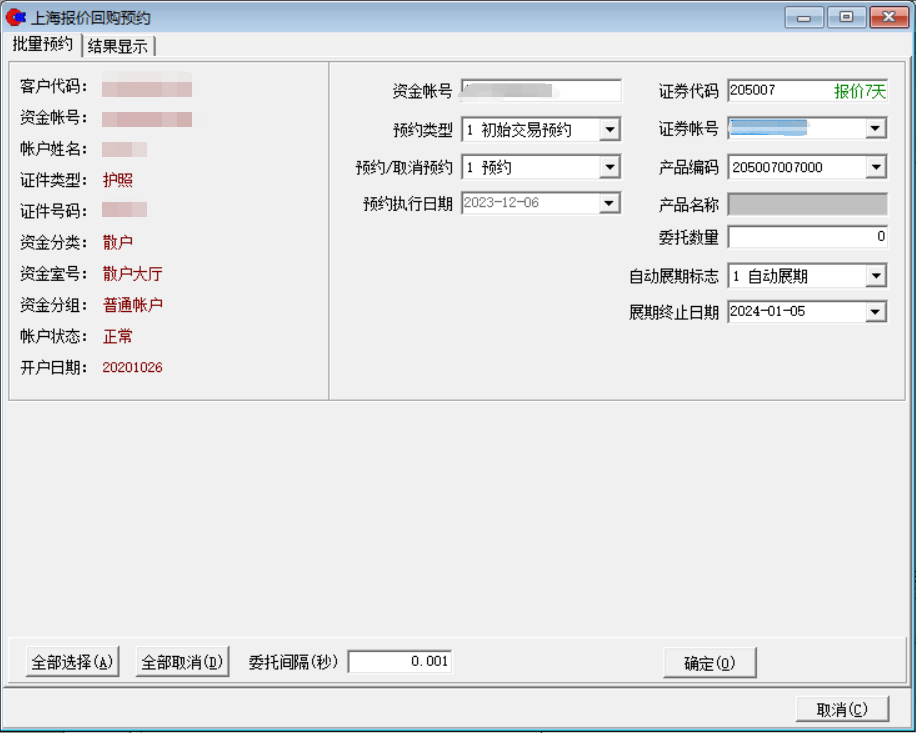 上海报价回购预约
批量预约 结果显示
客户代码：
资金帐号：
帐户姓名：
证件类型： 护照
证件号码：
资金分类： 散户
资金室号： 散户大厅
资金分组： 普通帐户
帐户状态： 正常
开户日期： 20201026
资金帐号
预约类型 1 初始交易预约
预约/取消预约 1 预约
预约执行日期 2023-12-06
证券代码 205007 报价7天
证券帐号
产品编码 205007007000
产品名称
委托数量 0
自动展期标志 1 自动展期
展期终止日期 2024-01-05
全部选择(A) 全部取消(D) 委托间隔(秒) 0.001 确定(O)
取消(C)